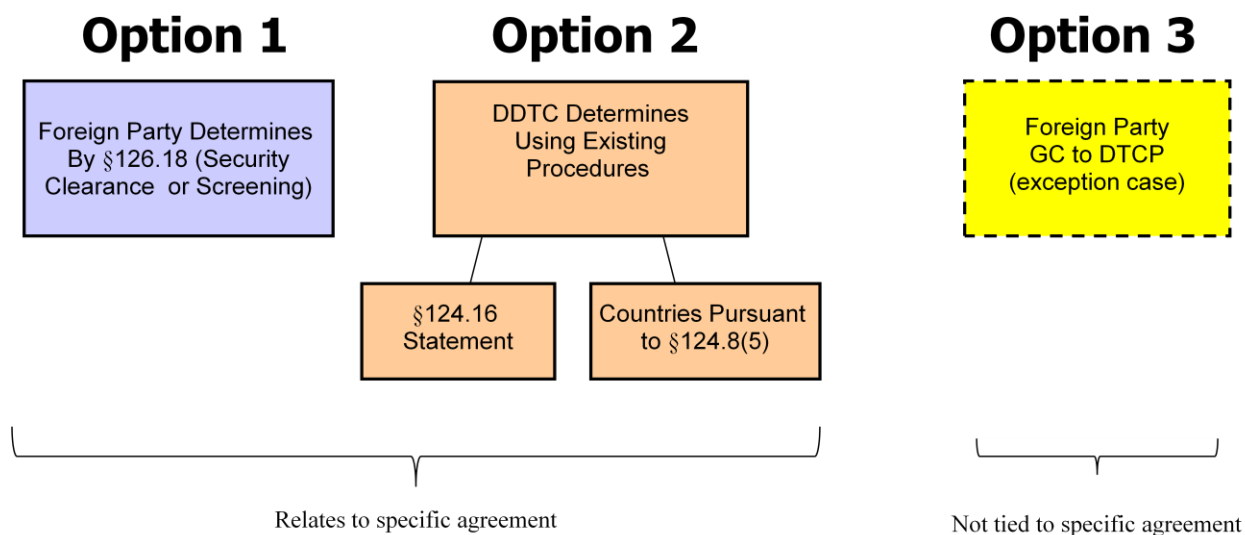 Option 1
Option 2
Option 3
Foreign Party Determines
By §126.18 (Security
Clearance or Screening)
DDTC Determines
Using Existing
Procedures
Foreign Party
GC to DTCP
(exception case)
§124.16
Statement
Countries Pursuant
to §124.8(5)
Relates to specific agreement
Not tied to specific agreement